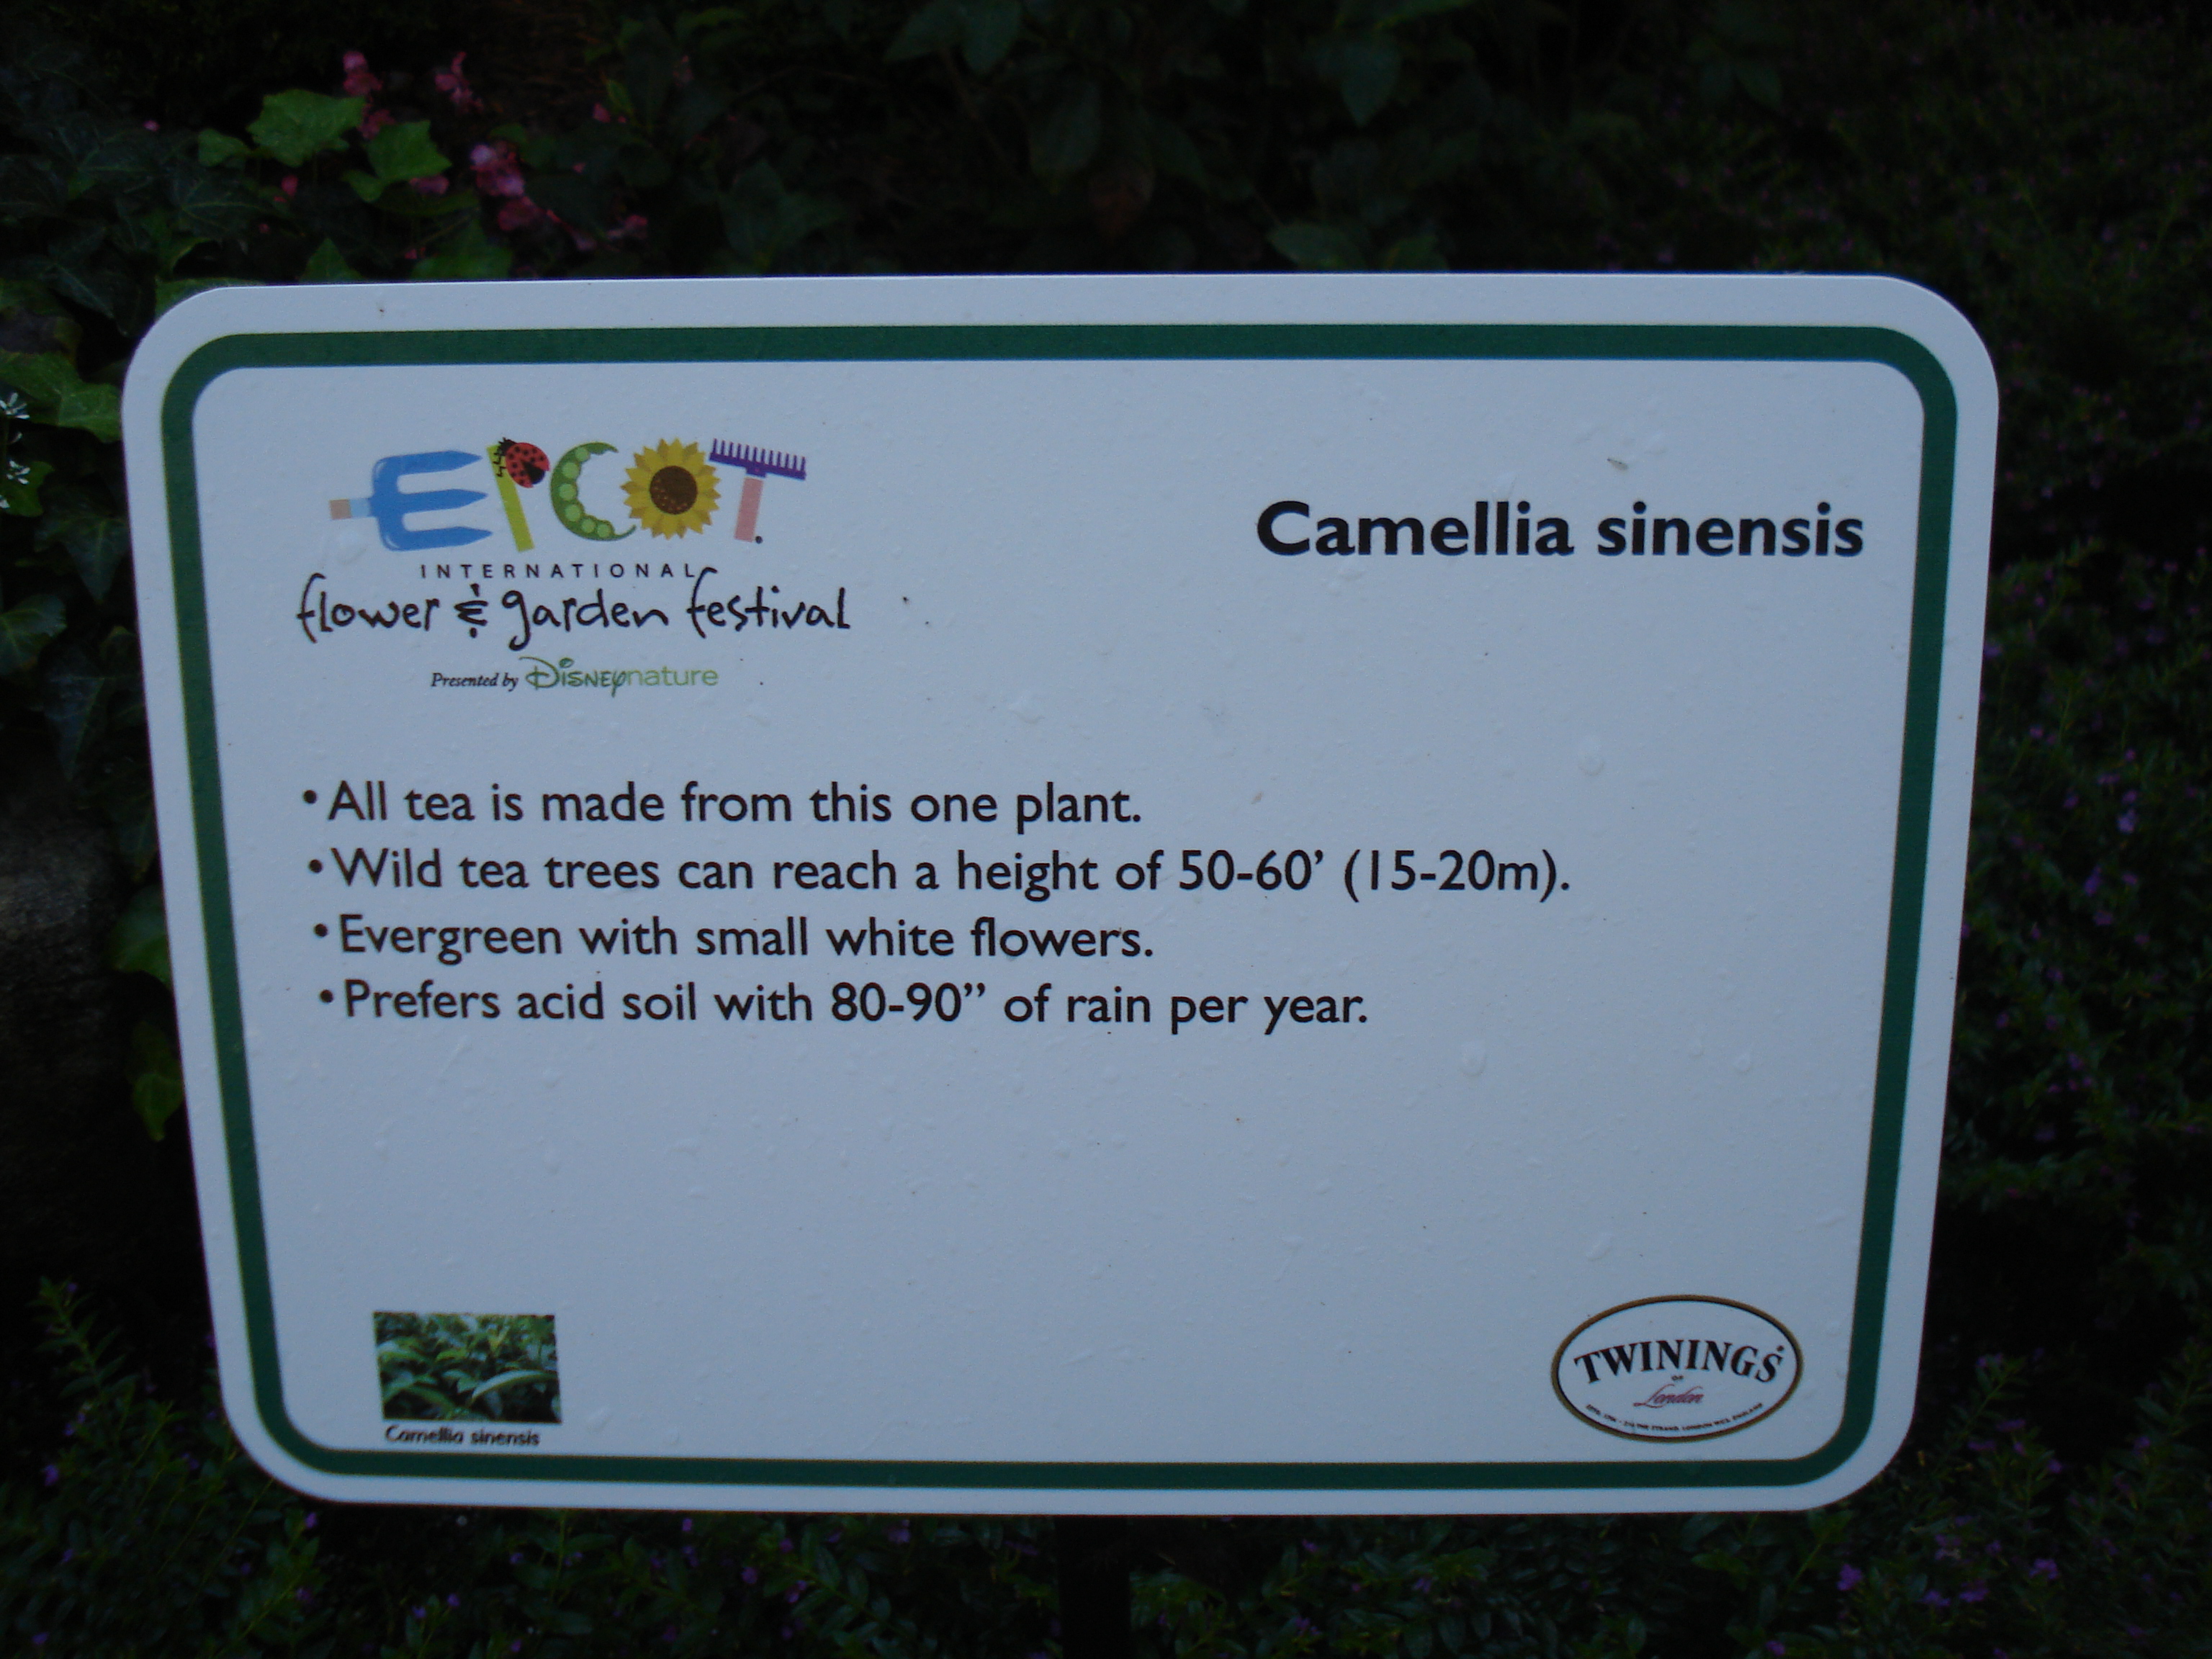 EPCOT
INTERNATIONAL
flower & garden festival
Presented by Disneynature
Camellia sinensis
• All tea is made from this one plant.
• Wild tea trees can reach a height of 50-60’ (15-20m).
• Evergreen with small white flowers.
• Prefers acid soil with 80-90” of rain per year.
Camellia sinensis
TWININGS
OF
London